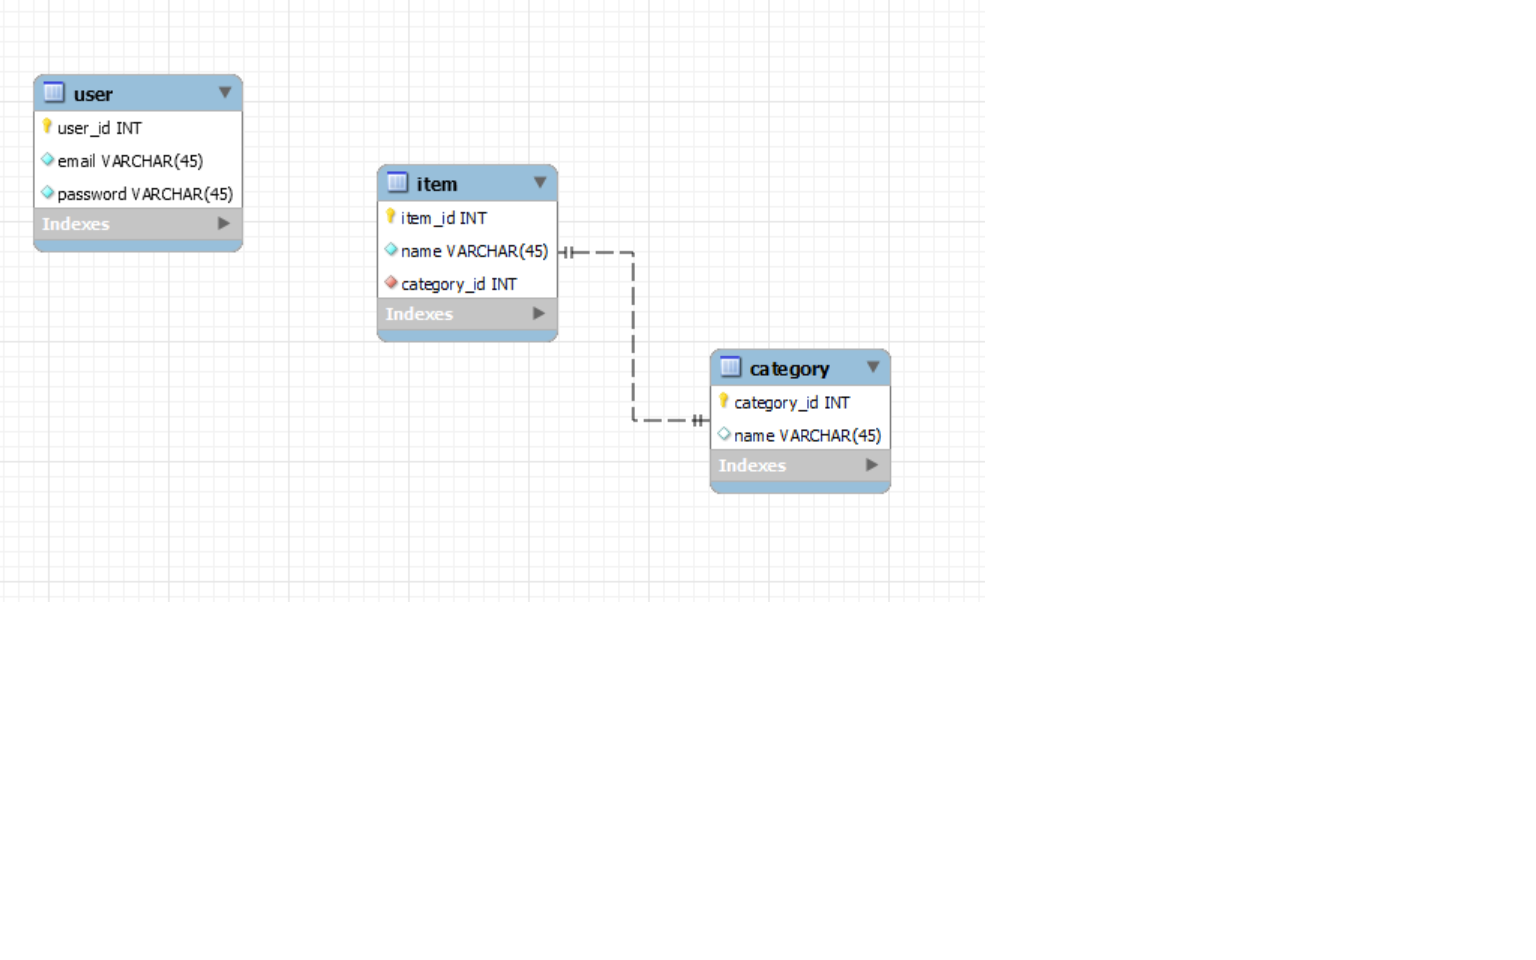 user
user_id INT
email VARCHAR(45)
password VARCHAR(45)
Indexes
item
item_id INT
name VARCHAR(45)
category_id INT
Indexes
category
category_id INT
name VARCHAR(45)
Indexes